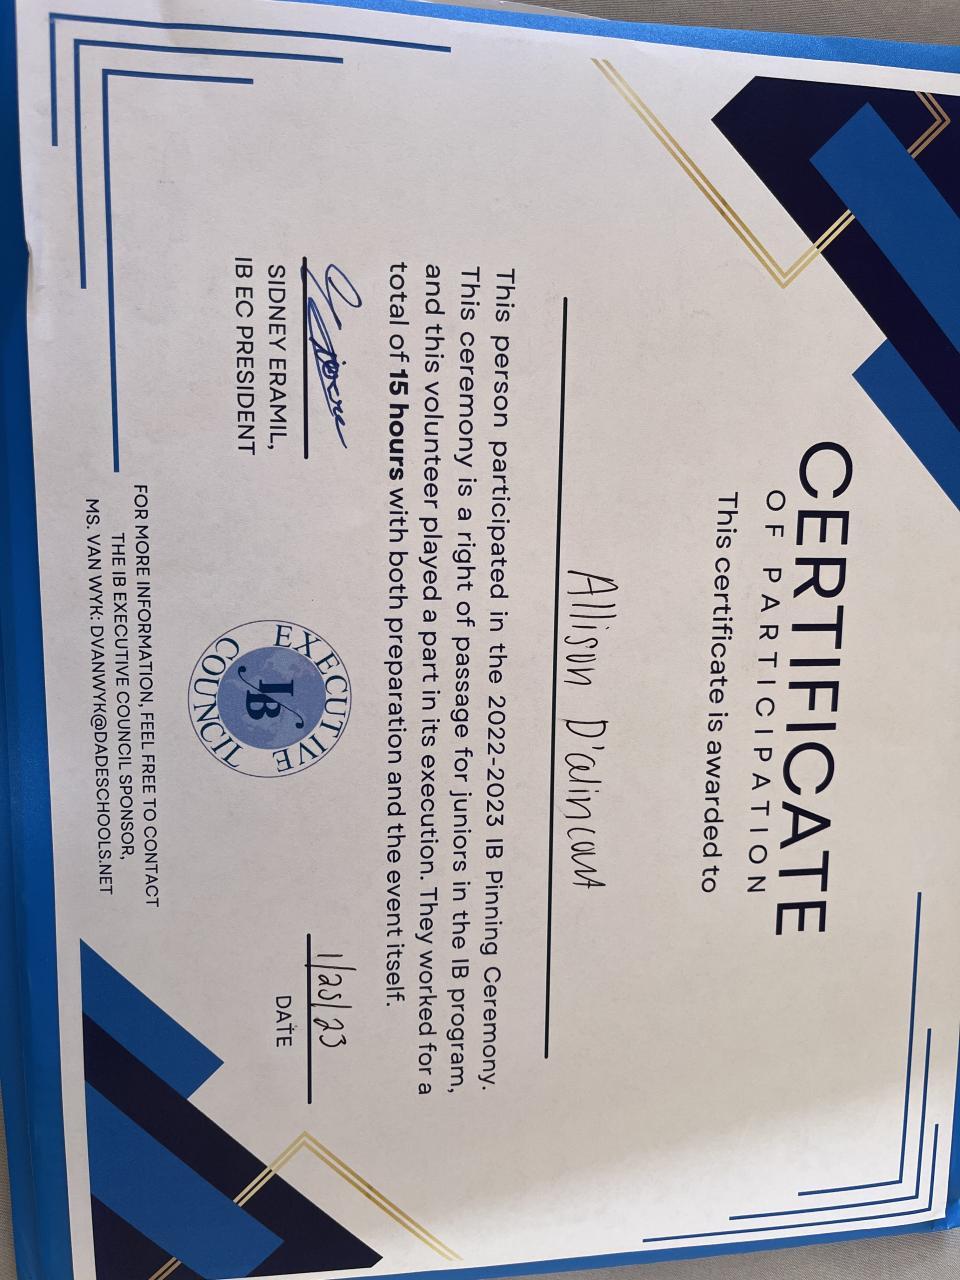 CERTIFICATE
OF PARTICIPATION
This certificate is awarded to
Allison D'alincourt
This person participated in the 2022-2023 IB Pinning Ceremony.
This ceremony is a right of passage for juniors in the IB program,
and this volunteer played a part in its execution. They worked for a
total of 15 hours with both preparation and the event itself.
SIDNEY ERAMIL,
IB EC PRESIDENT
EXECUTIVE
IB
COUNCIL
1/25/23
DATE
FOR MORE INFORMATION, FEEL FREE TO CONTACT
THE IB EXECUTIVE COUNCIL SPONSOR,
MS. VAN WYK: DVANWYK@DADESCHOOLS.NET